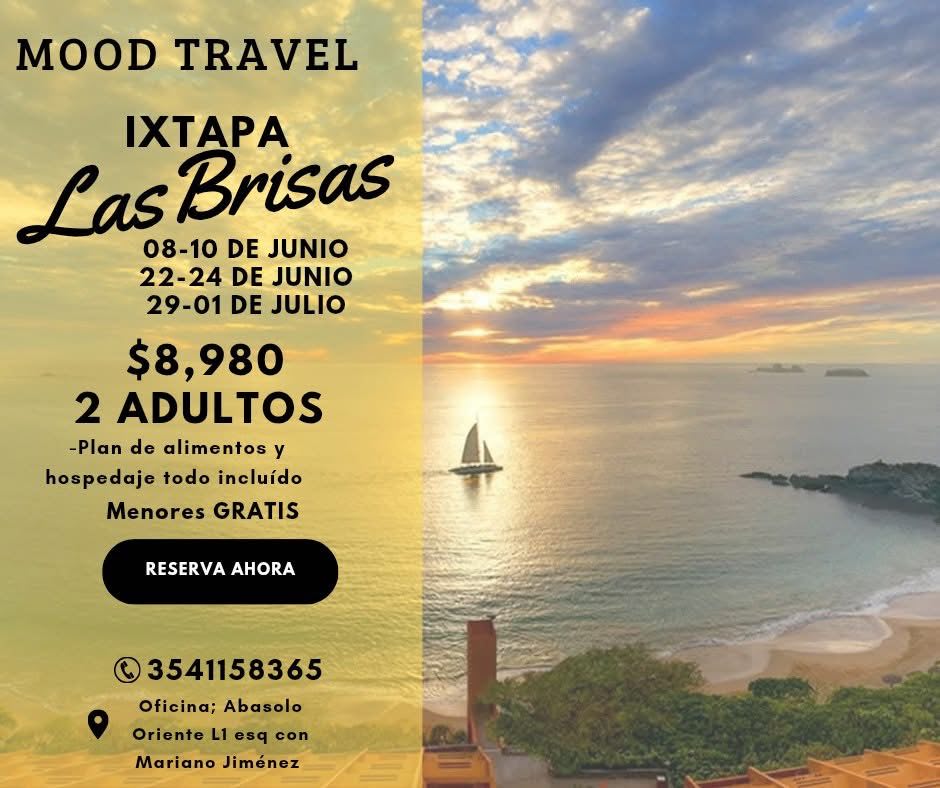 MOOD TRAVEL
IXTAPA
Las Brisas
08-10 DE JUNIO
22-24 DE JUNIO
29-01 DE JULIO
$8,980
2 ADULTOS
-Plan de alimentos y
hospedaje todo incluído
Menores GRATIS
RESERVA AHORA
3541158365
Oficina; Abasolo
Oriente L1 esq con
Mariano Jiménez